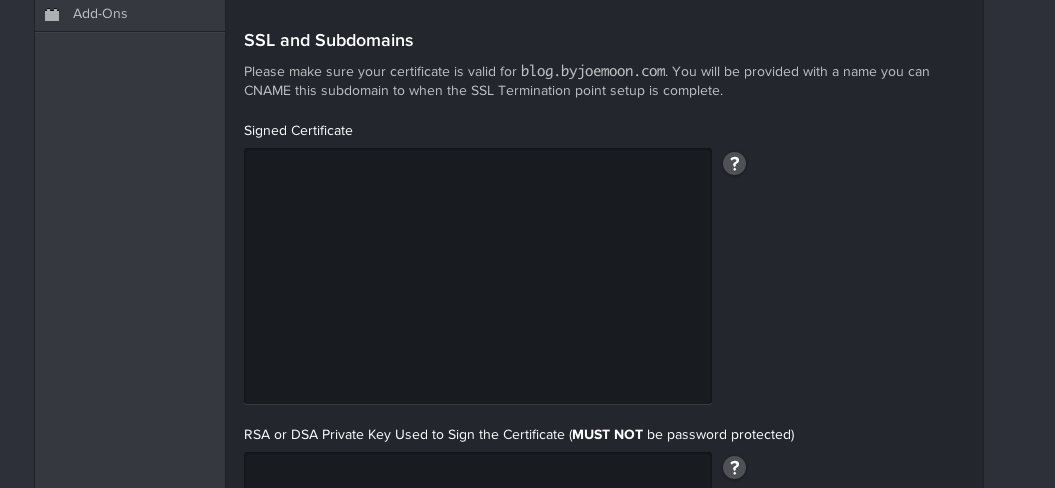 Add-Ons
SSL and Subdomains
Please make sure your certificate is valid for blog.byjoemoon.com. You will be provided with a name you can
CNAME this subdomain to when the SSL Termination point setup is complete.
Signed Certificate
?
RSA or DSA Private Key Used to Sign the Certificate (MUST NOT be password protected)
?